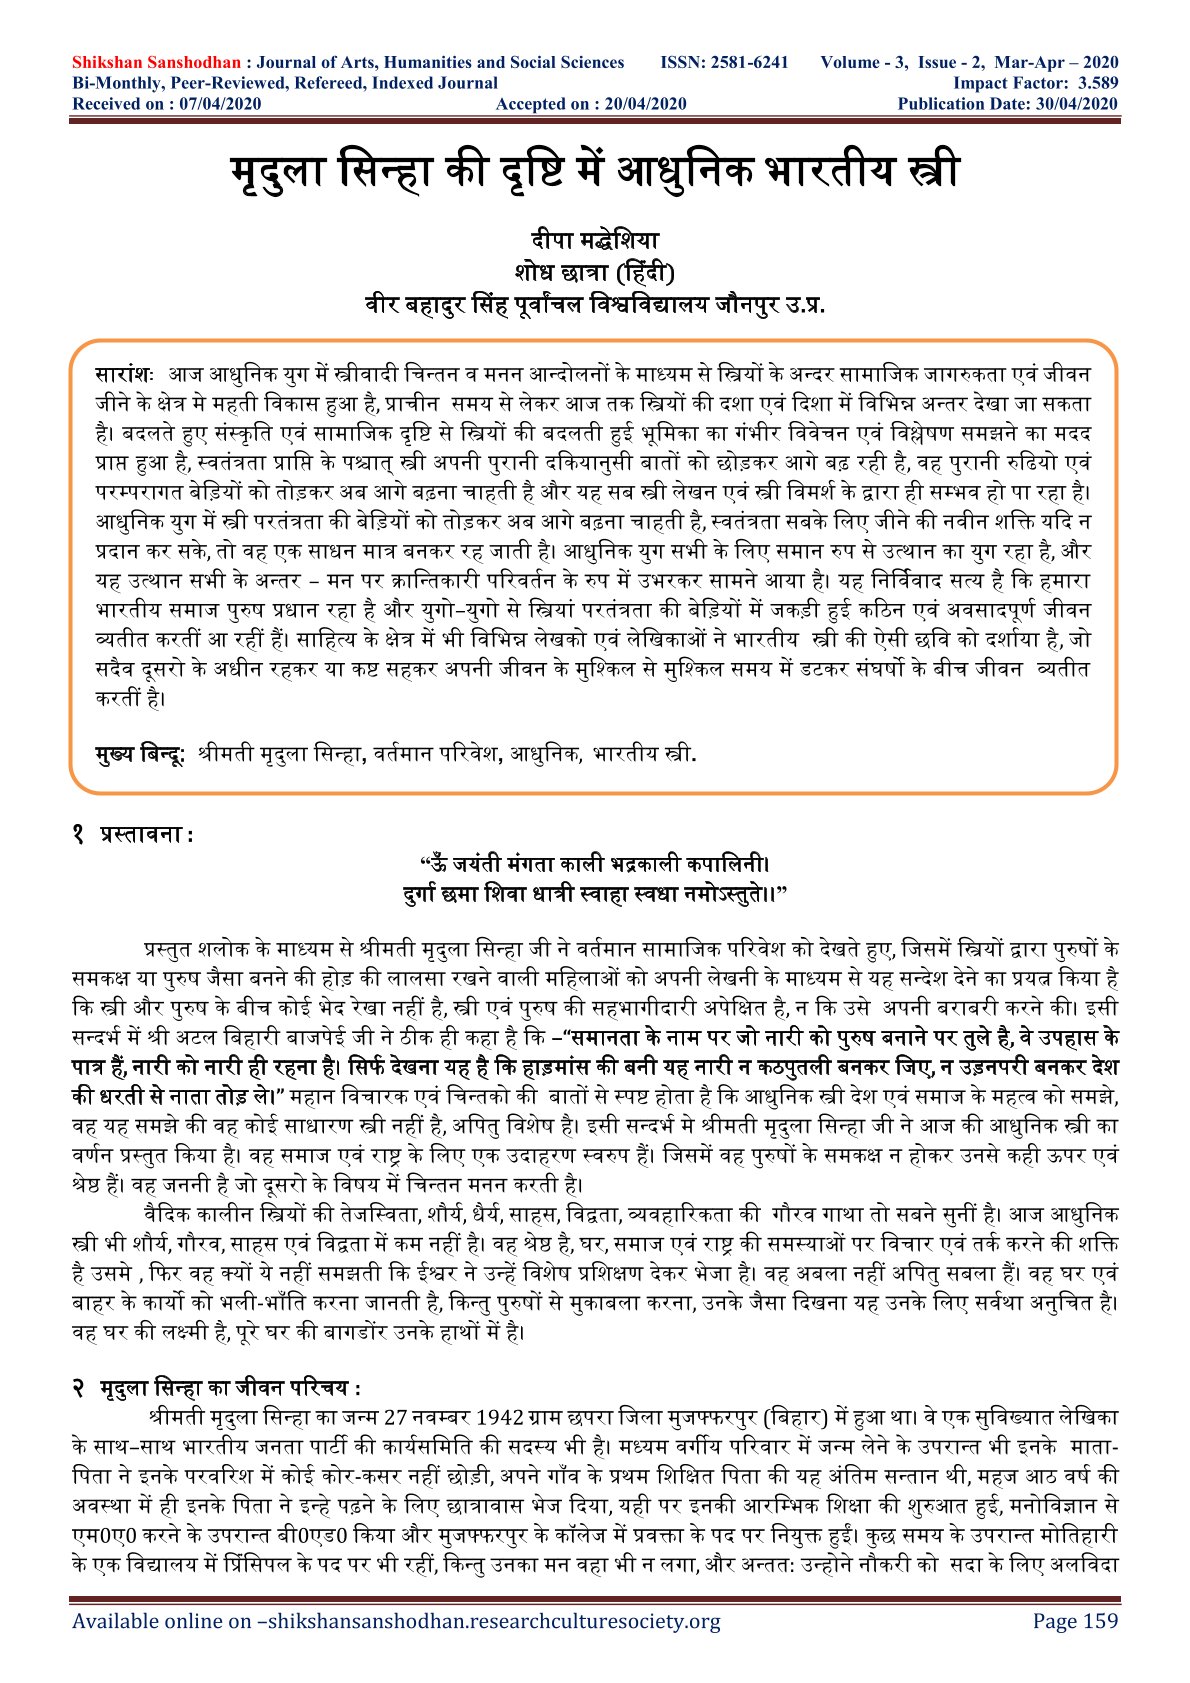 Shikshan Sanshodhan : Journal of Arts, Humanities and Social Sciences ISSN: 2581-6241 Volume - 3, Issue - 2, Mar-Apr – 2020
Bi-Monthly, Peer-Reviewed, Refereed, Indexed Journal Impact Factor: 3.589
Received on : 07/04/2020 Accepted on : 20/04/2020 Publication Date: 30/04/2020
मृदुला सिन्हा की दृष्टि में आधुनिक भारतीय स्त्री
दीपा मद्धेशिया
शोध छात्रा (हिंदी)
वीर बहादुर सिंह पूर्वांचल विश्वविद्यालय जौनपुर उ.प्र.
सारांशः आज आधुनिक युग में स्त्रीवादी चिन्तन व मनन आन्दोलनों के माध्यम से स्त्रियों के अन्दर सामाजिक जागरुकता एवं जीवन
जीने के क्षेत्र मे महती विकास हुआ है, प्राचीन समय से लेकर आज तक स्त्रियों की दशा एवं दिशा में विभिन्न अन्तर देखा जा सकता
है। बदलते हुए संस्कृति एवं सामाजिक दृष्टि से स्त्रियों की बदलती हुई भूमिका का गंभीर विवेचन एवं विश्लेषण समझने का मदद
प्राप्त हुआ है, स्वतंत्रता प्राप्ति के पश्चात् स्त्री अपनी पुरानी दकियानुसी बातों को छोड़कर आगे बढ़ रही है, वह पुरानी रुढियो एवं
परम्परागत बेड़ियों को तोड़कर अब आगे बढ़ना चाहती है और यह सब स्त्री लेखन एवं स्त्री विमर्श के द्वारा ही सम्भव हो पा रहा है।
आधुनिक युग में स्त्री परतंत्रता की बेड़ियों को तोड़कर अब आगे बढ़ना चाहती है, स्वतंत्रता सबके लिए जीने की नवीन शक्ति यदि न
प्रदान कर सके, तो वह एक साधन मात्र बनकर रह जाती है। आधुनिक युग सभी के लिए समान रुप से उत्थान का युग रहा है, और
यह उत्थान सभी के अन्तर – मन पर क्रान्तिकारी परिवर्तन के रुप में उभरकर सामने आया है। यह निर्विवाद सत्य है कि हमारा
भारतीय समाज पुरुष प्रधान रहा है और युगो–युगो से स्त्रियां परतंत्रता की बेड़ियों में जकड़ी हुई कठिन एवं अवसादपूर्ण जीवन
व्यतीत करतीं आ रहीं हैं। साहित्य के क्षेत्र में भी विभिन्न लेखको एवं लेखिकाओं ने भारतीय स्त्री की ऐसी छवि को दर्शाया है, जो
सदैव दूसरो के अधीन रहकर या कष्ट सहकर अपनी जीवन के मुश्किल से मुश्किल समय में डटकर संघर्षो के बीच जीवन व्यतीत
करतीं है।
मुख्य बिन्दू: श्रीमती मृदुला सिन्हा, वर्तमान परिवेश, आधुनिक, भारतीय स्त्री.
१ प्रस्तावना :
“ऊँ जयंती मंगता काली भद्रकाली कपालिनी।
दुर्गा छमा शिवा धात्री स्वाहा स्वधा नमोऽस्तुते।।”
प्रस्तुत शलोक के माध्यम से श्रीमती मृदुला सिन्हा जी ने वर्तमान सामाजिक परिवेश को देखते हुए, जिसमें स्त्रियों द्वारा पुरुषों के
समकक्ष या पुरुष जैसा बनने की होड़ की लालसा रखने वाली महिलाओं को अपनी लेखनी के माध्यम से यह सन्देश देने का प्रयत्न किया है
कि स्त्री और पुरुष के बीच कोई भेद रेखा नहीं है, स्त्री एवं पुरुष की सहभागीदारी अपेक्षित है, न कि उसे अपनी बराबरी करने की। इसी
सन्दर्भ में श्री अटल बिहारी बाजपेई जी ने ठीक ही कहा है कि –“समानता के नाम पर जो नारी को पुरुष बनाने पर तुले है, वे उपहास के
पात्र हैं, नारी को नारी ही रहना है। सिर्फ देखना यह है कि हाड़मांस की बनी यह नारी न कठपुतली बनकर जिए, न उड़नपरी बनकर देश
की धरती से नाता तोड़ ले।” महान विचारक एवं चिन्तको की बातों से स्पष्ट होता है कि आधुनिक स्त्री देश एवं समाज के महत्व को समझे,
वह यह समझे की वह कोई साधारण स्त्री नहीं है, अपितु विशेष है। इसी सन्दर्भ मे श्रीमती मृदुला सिन्हा जी ने आज की आधुनिक स्त्री का
वर्णन प्रस्तुत किया है। वह समाज एवं राष्ट्र के लिए एक उदाहरण स्वरुप हैं। जिसमें वह पुरुषों के समकक्ष न होकर उनसे कही ऊपर एवं
श्रेष्ठ हैं। वह जननी है जो दूसरो के विषय में चिन्तन मनन करती है।
वैदिक कालीन स्त्रियों की तेजस्विता, शौर्य, धैर्य, साहस, विद्वता, व्यवहारिकता की गौरव गाथा तो सबने सुनीं है। आज आधुनिक
स्त्री भी शौर्य, गौरव, साहस एवं विद्वता में कम नहीं है। वह श्रेष्ठ है, घर, समाज एवं राष्ट्र की समस्याओं पर विचार एवं तर्क करने की शक्ति
है उसमे , फिर वह क्यों ये नहीं समझती कि ईश्वर ने उन्हें विशेष प्रशिक्षण देकर भेजा है। वह अबला नहीं अपितु सबला हैं। वह घर एवं
बाहर के कार्यो को भली-भाँति करना जानती है, किन्तु पुरुषों से मुकाबला करना, उनके जैसा दिखना यह उनके लिए सर्वथा अनुचित है।
वह घर की लक्ष्मी है, पूरे घर की बागडोंर उनके हाथों में है।
२ मृदुला सिन्हा का जीवन परिचय :
श्रीमती मृदुला सिन्हा का जन्म 27 नवम्बर 1942 ग्राम छपरा जिला मुजफ्फरपुर (बिहार) में हुआ था। वे एक सुविख्यात लेखिका
के साथ–साथ भारतीय जनता पार्टी की कार्यसमिति की सदस्य भी है। मध्यम वर्गीय परिवार में जन्म लेने के उपरान्त भी इनके माता-
पिता ने इनके परवरिश में कोई कोर-कसर नहीं छोड़ी, अपने गाँव के प्रथम शिक्षित पिता की यह अंतिम सन्तान थी, महज आठ वर्ष की
अवस्था में ही इनके पिता ने इन्हे पढ़ने के लिए छात्रावास भेज दिया, यही पर इनकी आरम्भिक शिक्षा की शुरुआत हुई, मनोविज्ञान से
एम0ए0 करने के उपरान्त बी0एड0 किया और मुजफ्फरपुर के कॉलेज में प्रवक्ता के पद पर नियुक्त हुईं। कुछ समय के उपरान्त मोतिहारी
के एक विद्यालय में प्रिंसिपल के पद पर भी रहीं, किन्तु उनका मन वहा भी न लगा, और अन्ततः उन्होने नौकरी को सदा के लिए अलविदा
Available online on –shikshansanshodhan.researchculturesociety.org Page 159